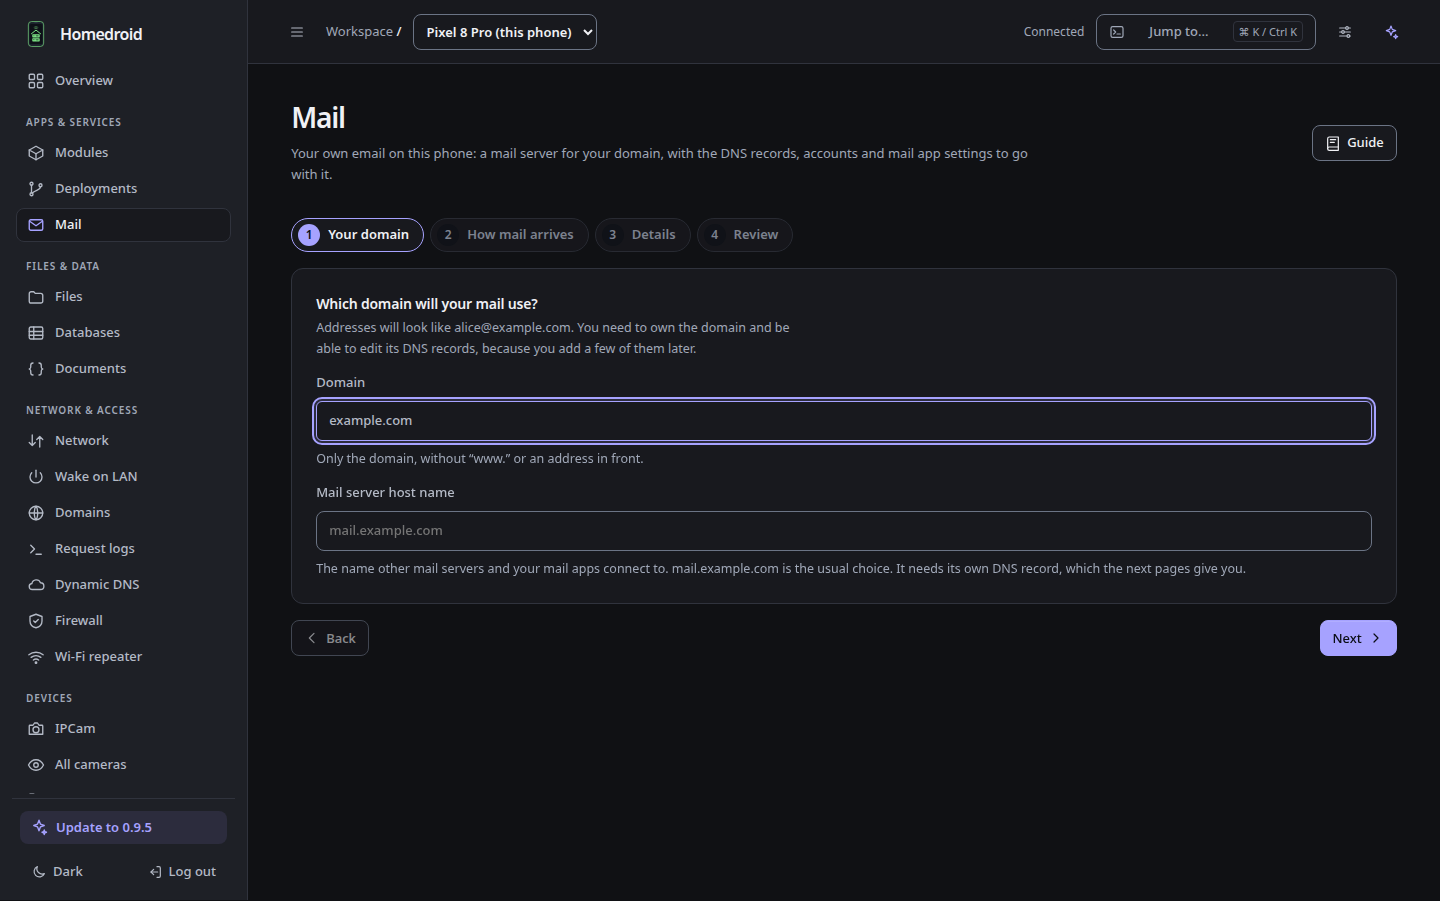 Homedroid
Overview
APPS & SERVICES
Modules
Deployments
Mail
FILES & DATA
Files
Databases
Documents
NETWORK & ACCESS
Network
Wake on LAN
Domains
Request logs
Dynamic DNS
Firewall
Wi-Fi repeater
DEVICES
IPCam
All cameras
Update to 0.9.5
Dark
Log out
Workspace /
Pixel 8 Pro (this phone)
Connected
Jump to...
⌘ K / Ctrl K
Mail
Your own email on this phone: a mail server for your domain, with the DNS records, accounts and mail app settings to go
with it.
Guide
1 Your domain
2 How mail arrives
3 Details
4 Review
Which domain will your mail use?
Addresses will look like alice@example.com. You need to own the domain and be
able to edit its DNS records, because you add a few of them later.
Domain
example.com
Only the domain, without “www.” or an address in front.
Mail server host name
mail.example.com
The name other mail servers and your mail apps connect to. mail.example.com is the usual choice. It needs its own DNS record, which the next pages give you.
Back
Next